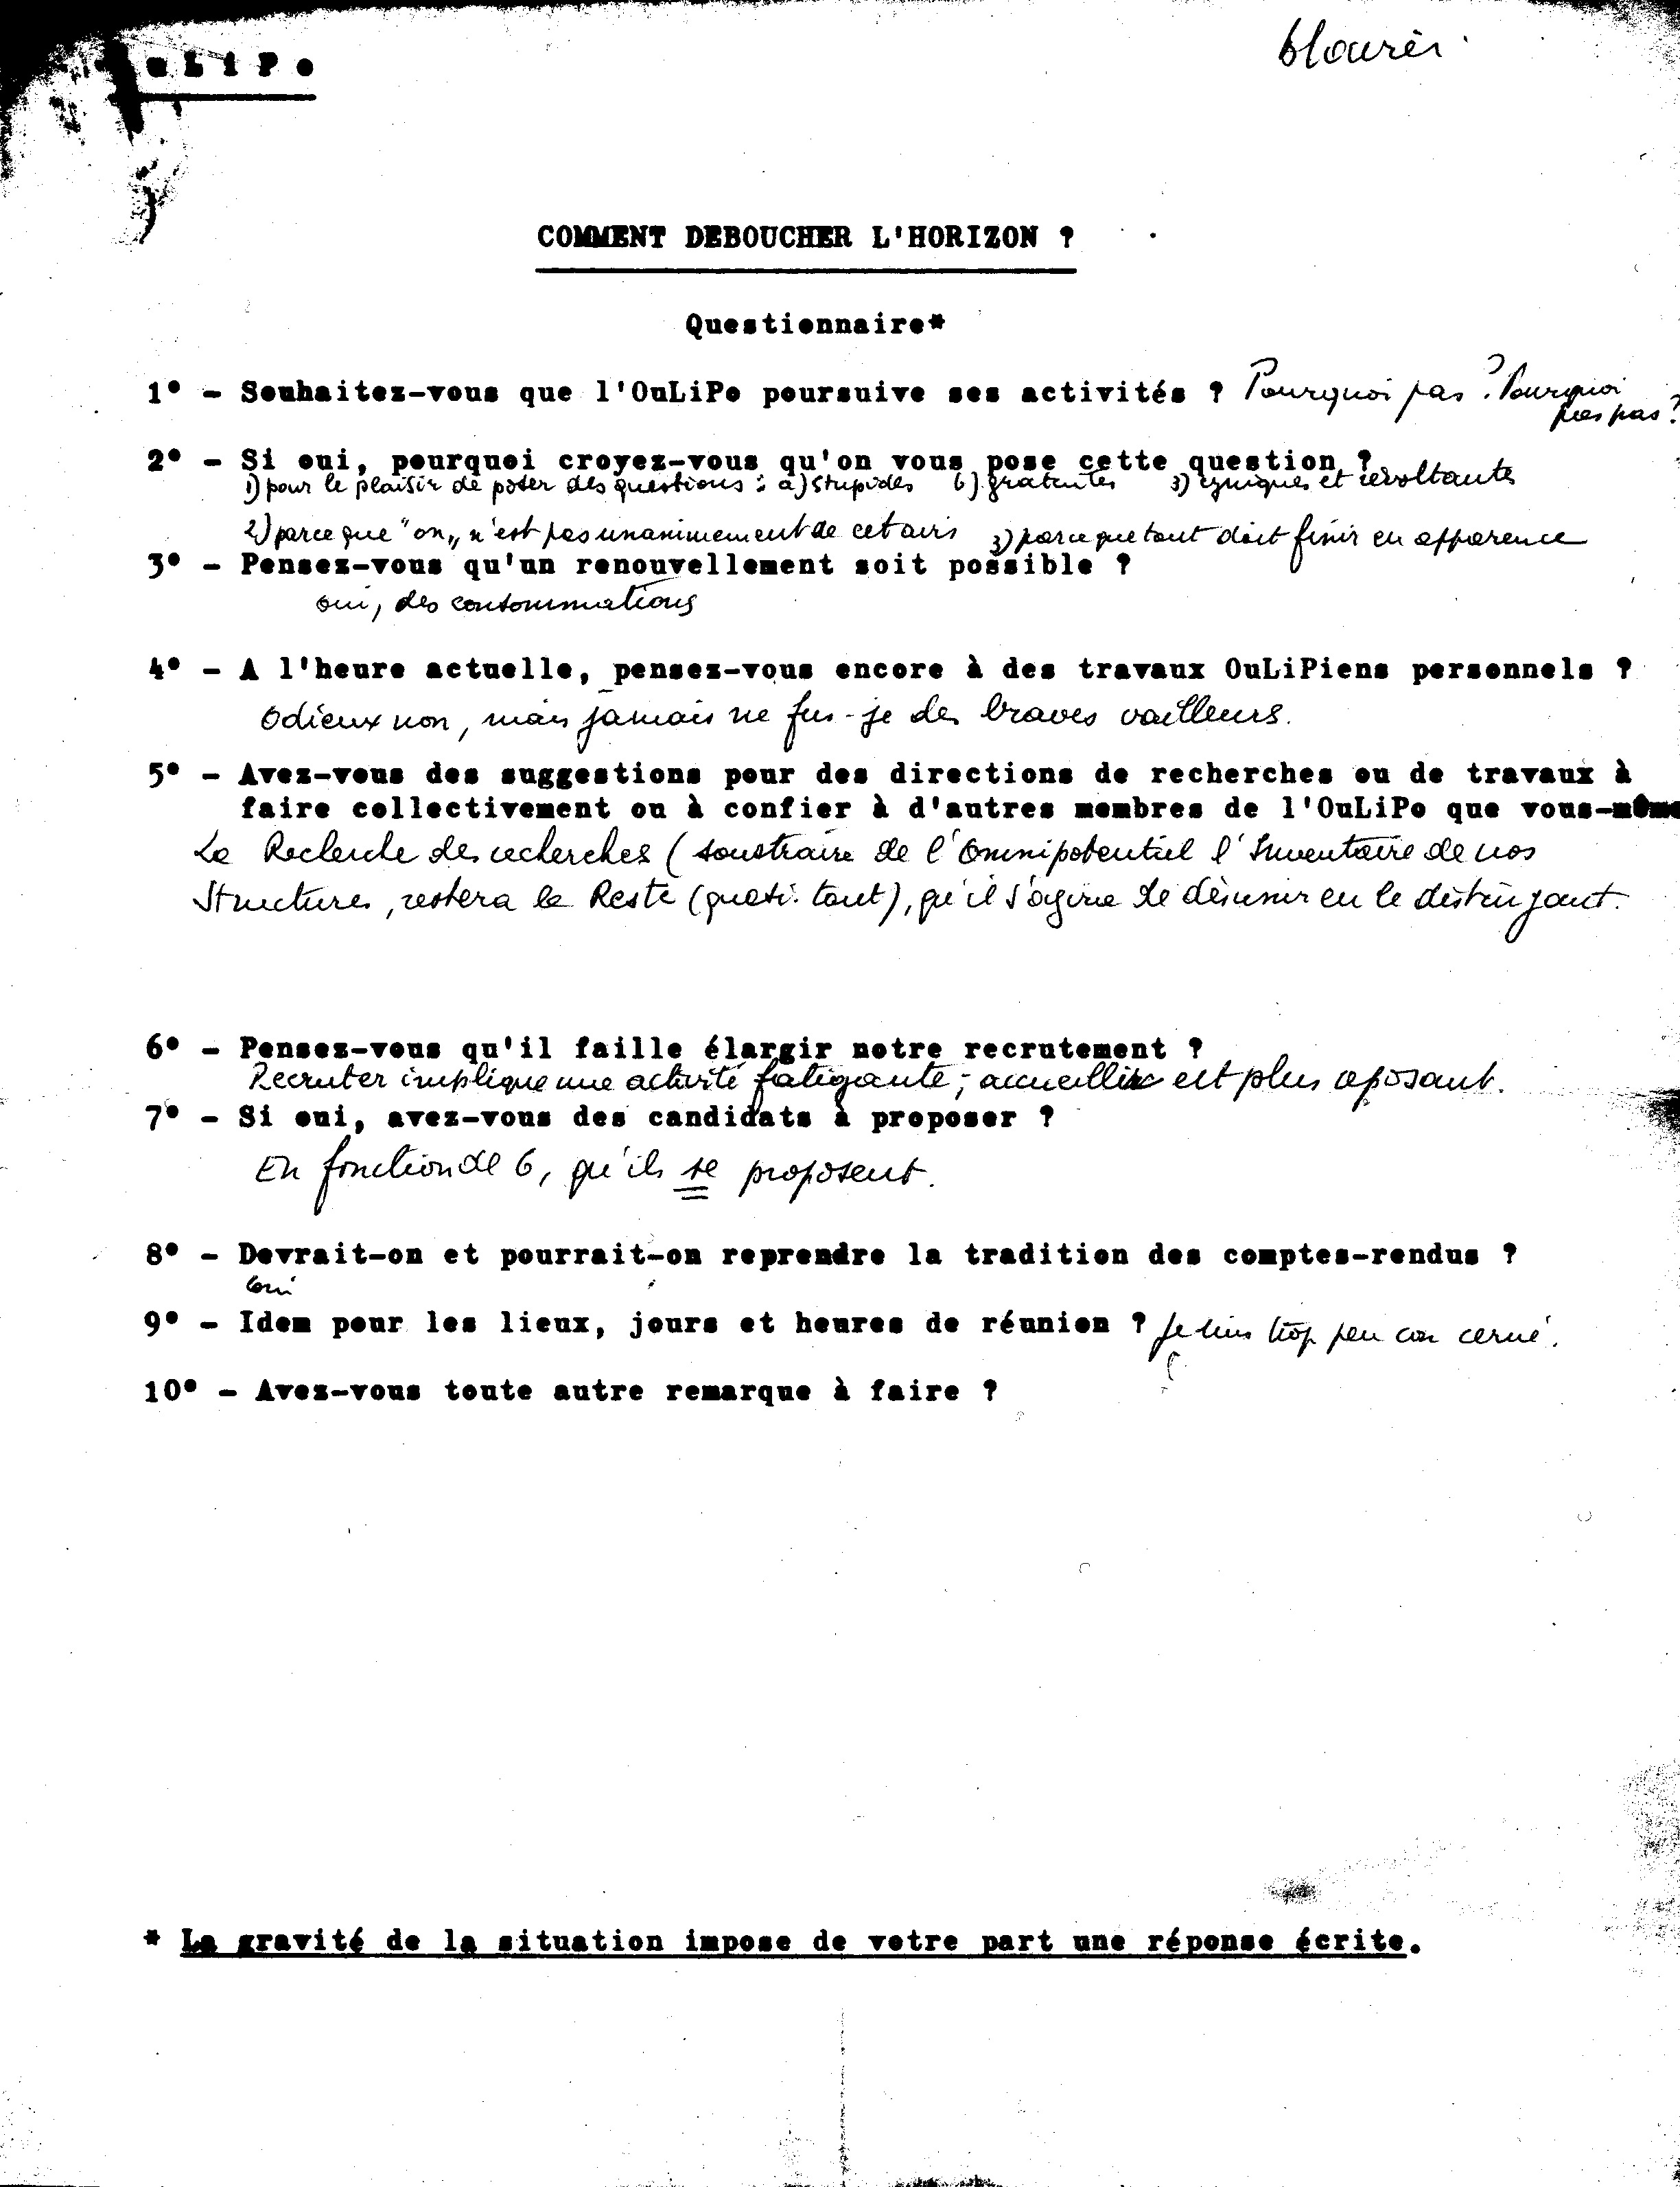 OuLiPo
blavier
COMMENT DEBOUCHER L'HORIZON ?
Questionnaire*
1° - Souhaitez-vous que l'OuLiPo poursuive ses activités ? Pourquoi pas ? Pourquoi
pas pas ?
2° - Si oui, pourquoi croyez-vous qu'on vous pose cette question ?
1) pour le plaisir de poser des questions : a) stupides b) gratuites 3) cyniques et révoltantes
2) parce que "on" n'est pas unanimement de cet avis 3) parce que tout doit finir en apparence
3° - Pensez-vous qu'un renouvellement soit possible ?
oui, des consommations
4° - A l'heure actuelle, pensez-vous encore à des travaux OuLiPiens personnels ?
Odieux non, mais jamais ne fus-je des braves vailleurs.
5° - Avez-vous des suggestions pour des directions de recherches ou de travaux à
faire collectivement ou à confier à d'autres membres de l'OuLiPo que vous-même
La Recherche des recherches (soustraire de l'Omnipotentiel l'Inventaire de nos
Structures, restera le Reste (quasi. tout), qu'il s'agira de en le
6° - Pensez-vous qu'il faille élargir notre recrutement ?
Recruter implique une activité fatigante ; accueillir est plus reposant.
7° - Si oui, avez-vous des candidats à proposer ?
En fonction de 6, qu'ils se proposent.
8° - Devrait-on et pourrait-on reprendre la tradition des comptes-rendus ?
oui
9° - Idem pour les lieux, jours et heures de réunion ? Je suis trop peu con cerné.
10° - Avez-vous toute autre remarque à faire ?
* La gravité de la situation impose de votre part une réponse écrite.